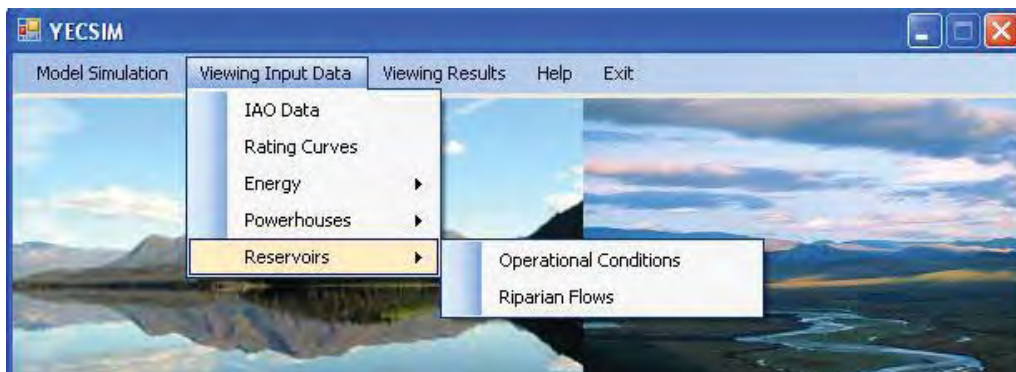 YECSIM
Model Simulation Viewing Input Data Viewing Results Help Exit
IAO Data
Rating Curves
Energy
Powerhouses
Reservoirs
Operational Conditions
Riparian Flows